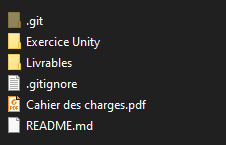 .git
Exercice Unity
Livrables
.gitignore
Cahier des charges.pdf
README.md